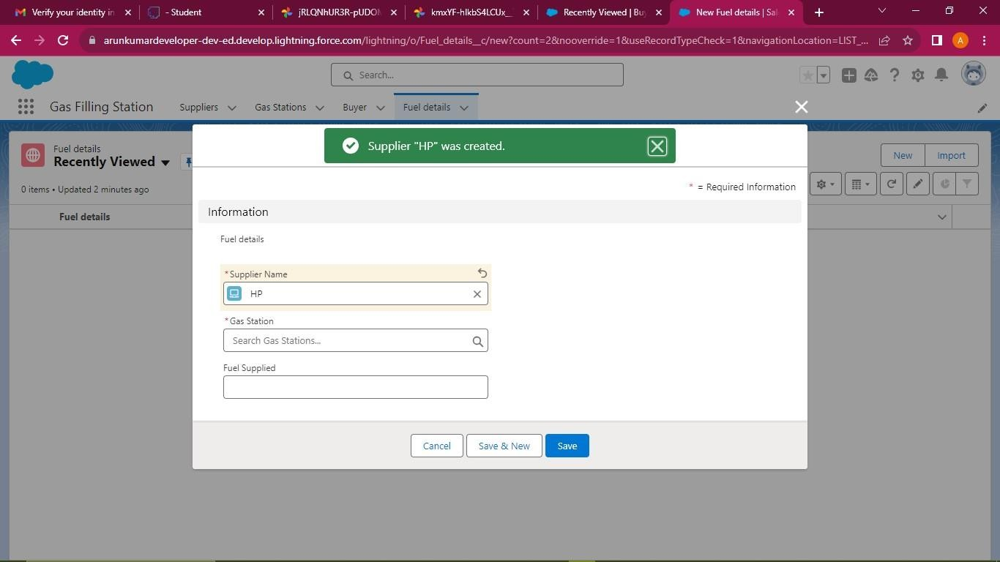 Verify your identity in
- Student
jRLQNhUR3R-pUDON
kmxYF-hIkbS4LCUx_
Recently Viewed | Buy
New Fuel details | Sal
arunkumardeveloper-dev-ed.develop.lightning.force.com/lightning/o/Fuel_details__c/new?count=2&nooverride=1&useRecordTypeCheck=1&navigationLocation=LIST_...
A
Search...
Gas Filling Station
Suppliers
Gas Stations
Buyer
Fuel details
Supplier "HP" was created.
Fuel details
Recently Viewed
New
Import
0 items • Updated 2 minutes ago
* = Required Information
Fuel details
Information
Fuel details
*Supplier Name
HP
*Gas Station
Search Gas Stations...
Fuel Supplied
Cancel
Save & New
Save